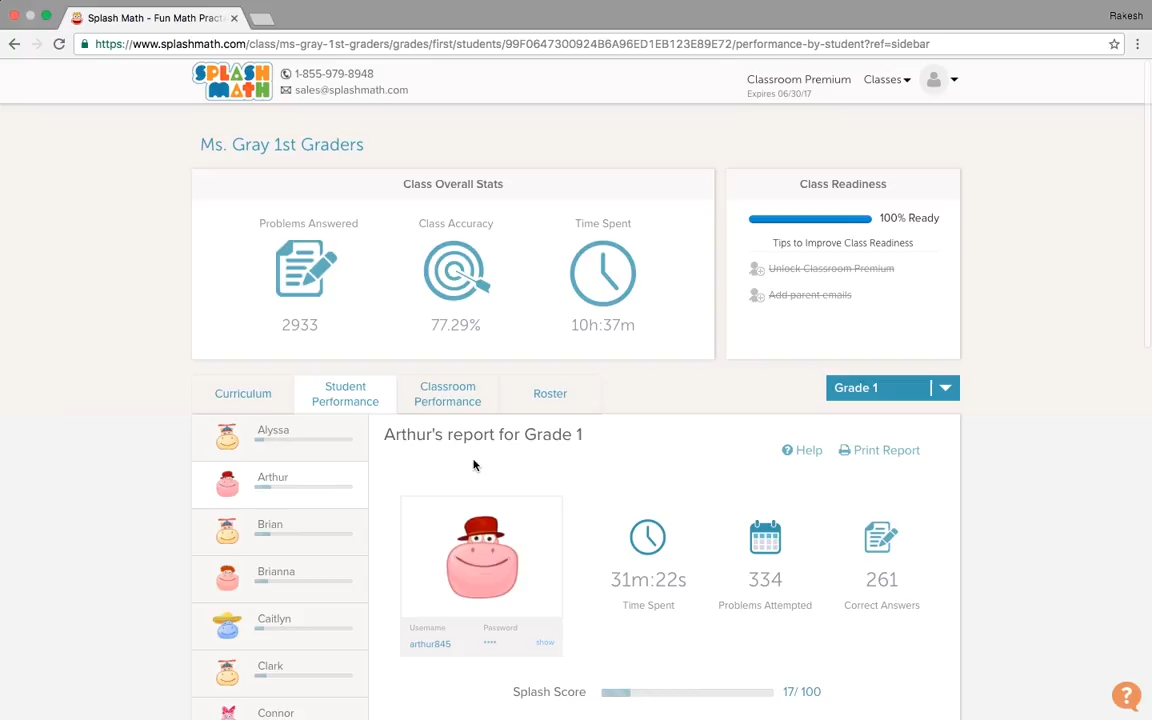 Splash Math - Fun Math Pract
Rakesh
https://www.splashmath.com/class/ms-gray-1st-graders/grades/first/students/99F0647300924B6A96ED1EB123E89E72/performance-by-student?ref=sidebar
SPLASH MATH
1-855-979-8948
sales@splashmath.com
Classroom Premium
Expires 06/30/17
Classes
Ms. Gray 1st Graders
Class Overall Stats
Problems Answered
Class Accuracy
Time Spent
2933
77.29%
10h:37m
Class Readiness
100% Ready
Tips to Improve Class Readiness
Unlock Classroom Premium
Add parent emails
Curriculum
Student Performance
Classroom Performance
Roster
Grade 1
Alyssa
Arthur
Brian
Brianna
Caitlyn
Clark
Connor
Arthur's report for Grade 1
Help
Print Report
Username
Password
arthur845
****
show
31m:22s
334
261
Time Spent
Problems Attempted
Correct Answers
Splash Score
17/100